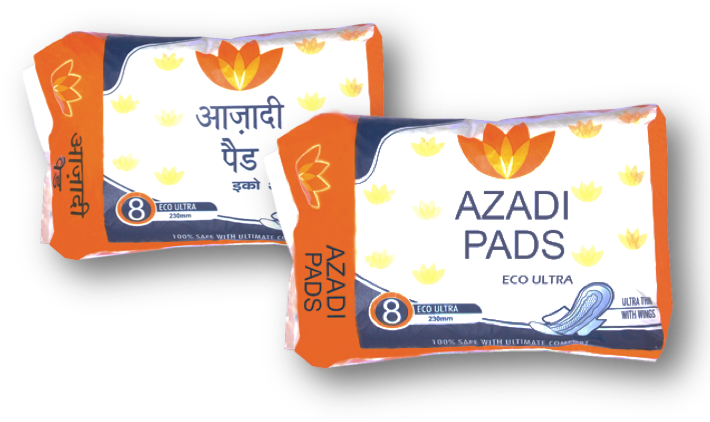 आज़ादी
पैड
इको
आज़ादी
पैड
8
ECO ULTRA
230mm
100% SAFE WITH ULTIMATE
AZADI
PADS
ECO ULTRA
AZADI
PADS
8
ECO ULTRA
230mm
ULTRA THIN
WITH WINGS
100% SAFE WITH ULTIMATE COMFORT